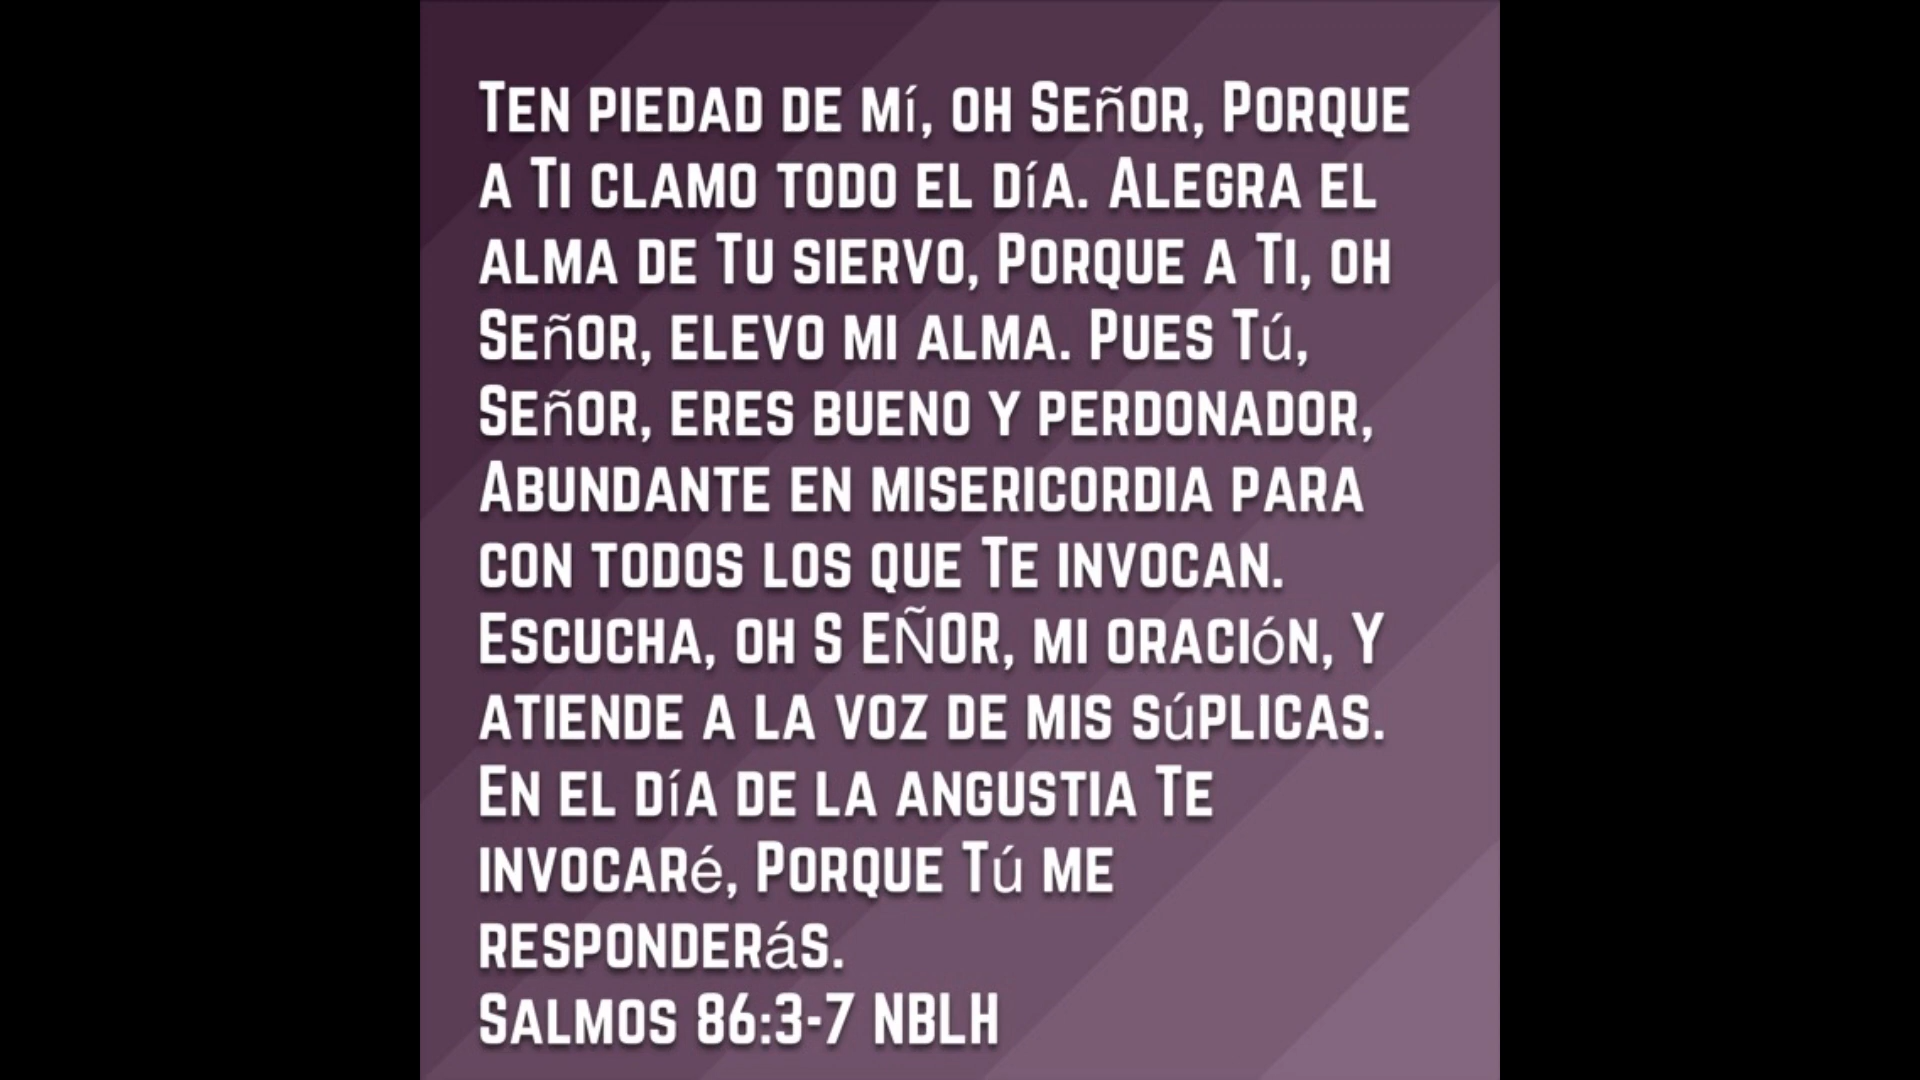 Ten piedad de mí, oh Señor, Porque
a Ti clamo todo el día. Alegra el
alma de Tu siervo, Porque a Ti, oh
Señor, elevo mi alma. Pues Tú,
Señor, eres bueno y perdonador,
Abundante en misericordia para
con todos los que Te invocan.
Escucha, oh S EÑOR, mi oración, Y
atiende a la voz de mis súplicas.
En el día de la angustia Te
invocaré, Porque Tú me
responderás.
Salmos 86:3-7 NBLH